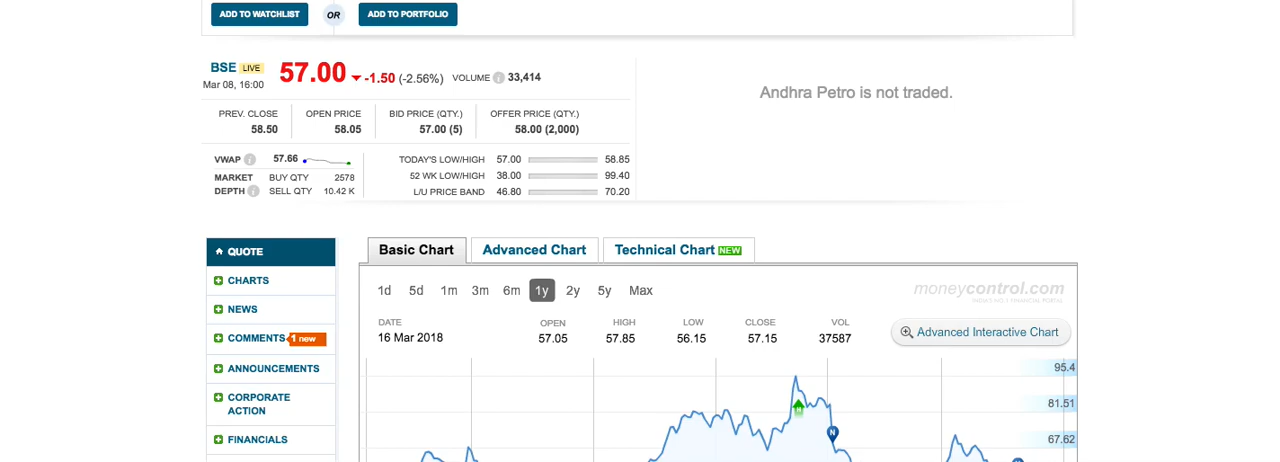 ADD TO WATCHLIST OR ADD TO PORTFOLIO
BSE LIVE 57.00 -1.50 (-2.56%) VOLUME 33,414
Mar 08, 16:00
Andhra Petro is not traded.
PREV. CLOSE OPEN PRICE BID PRICE (QTY.) OFFER PRICE (QTY.)
58.50 58.05 57.00 (5) 58.00 (2,000)
VWAP 57.66
MARKET BUY QTY 2578
DEPTH SELL QTY 10.42 K
TODAY'S LOW/HIGH 57.00 58.85
52 WK LOW/HIGH 38.00 99.40
L/U PRICE BAND 46.80 70.20
QUOTE
CHARTS
NEWS
COMMENTS 1 new
ANNOUNCEMENTS
CORPORATE
ACTION
FINANCIALS
Basic Chart Advanced Chart Technical Chart NEW
1d 5d 1m 3m 6m 1y 2y 5y Max
moneycontrol.com
INDIA'S NO. 1 FINANCIAL PORTAL
DATE OPEN HIGH LOW CLOSE VOL
16 Mar 2018 57.05 57.85 56.15 57.15 37587
Advanced Interactive Chart
95.4
81.51
67.62
N